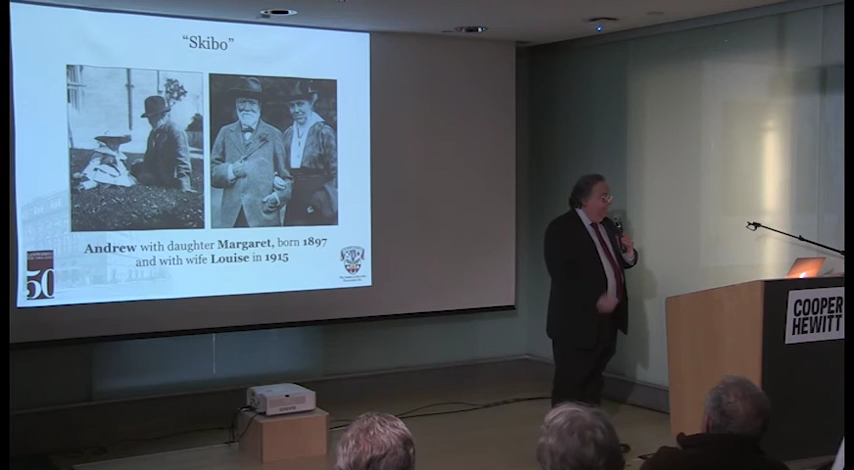 “Skibo”
Andrew with daughter Margaret, born 1897
and with wife Louise in 1915
50
COOPER
HEWITT